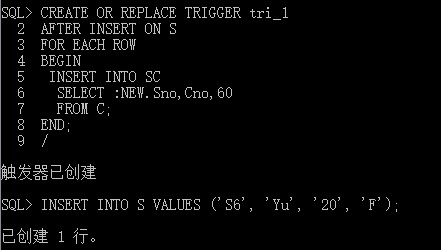 SQL> CREATE OR REPLACE TRIGGER tri_1
2 AFTER INSERT ON S
3 FOR EACH ROW
4 BEGIN
5 INSERT INTO SC
6 SELECT :NEW.Sno,Cno,60
7 FROM C;
8 END;
9 /
触发器已创建
SQL> INSERT INTO S VALUES ('S6', 'Yu', '20', 'F');
已创建 1 行。